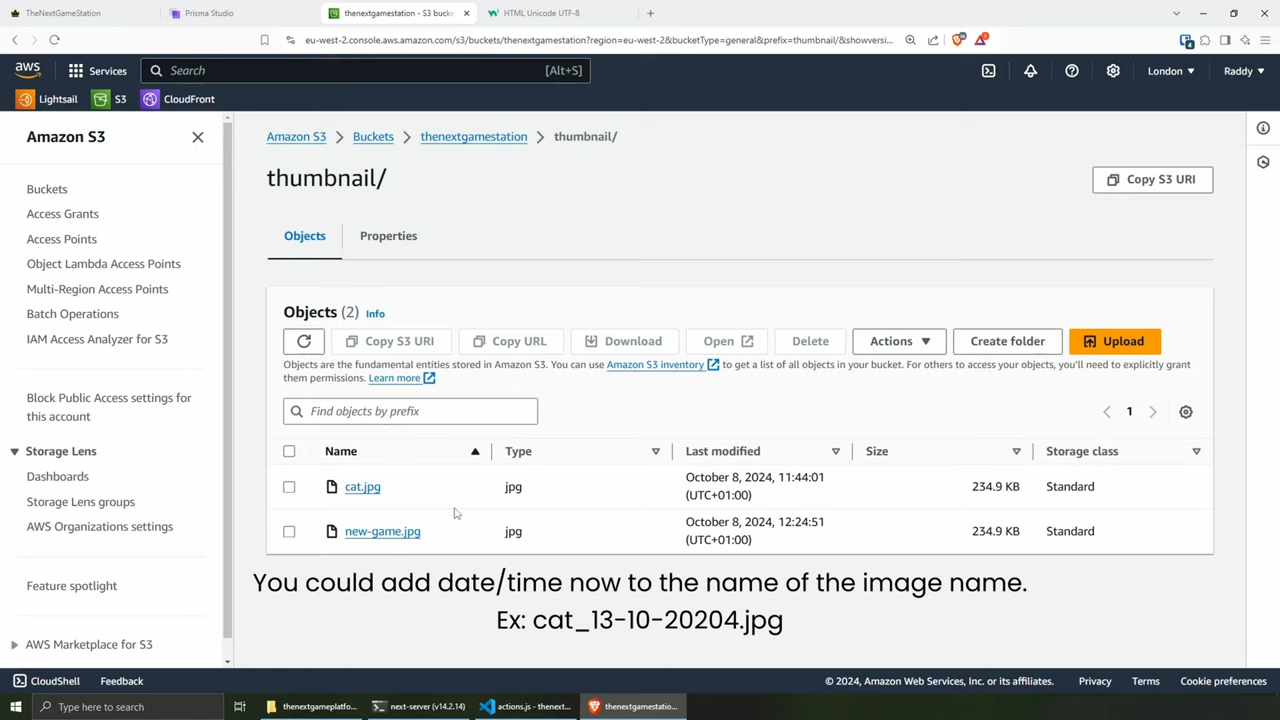 TheNextGameStation
Prisma Studio
thenextgamestation - S3 buck
HTML Unicode UTF-8
eu-west-2.console.aws.amazon.com/s3/buckets/thenextgamestation?region=eu-west-2&bucketType=general&prefix=thumbnail/&showversi...
aws
Services
Search
[Alt+S]
London
Raddy
Lightsail
S3
CloudFront
Amazon S3
Buckets
Access Grants
Access Points
Object Lambda Access Points
Multi-Region Access Points
Batch Operations
IAM Access Analyzer for S3
Block Public Access settings for
this account
Storage Lens
Dashboards
Storage Lens groups
AWS Organizations settings
Feature spotlight
AWS Marketplace for S3
Amazon S3
Buckets
thenextgamestation
thumbnail/
thumbnail/
Copy S3 URI
Objects
Properties
Objects (2)
Info
Copy S3 URI
Copy URL
Download
Open
Delete
Actions
Create folder
Upload
Objects are the fundamental entities stored in Amazon S3. You can use Amazon S3 inventory to get a list of all objects in your bucket. For others to access your objects, you'll need to explicitly grant
them permissions. Learn more
Find objects by prefix
1
Name
Type
Last modified
Size
Storage class
cat.jpg
jpg
October 8, 2024, 11:44:01
(UTC+01:00)
234.9 KB
Standard
new-game.jpg
jpg
October 8, 2024, 12:24:51
(UTC+01:00)
234.9 KB
Standard
You could add date/time now to the name of the image name.
Ex: cat_13-10-20204.jpg
CloudShell
Feedback
© 2024, Amazon Web Services, Inc. or its affiliates.
Privacy
Terms
Cookie preferences
Type here to search
thenextgameplatfo...
next-server (v14.2.14)
actions.js - thenext...
thenextgamestatio...